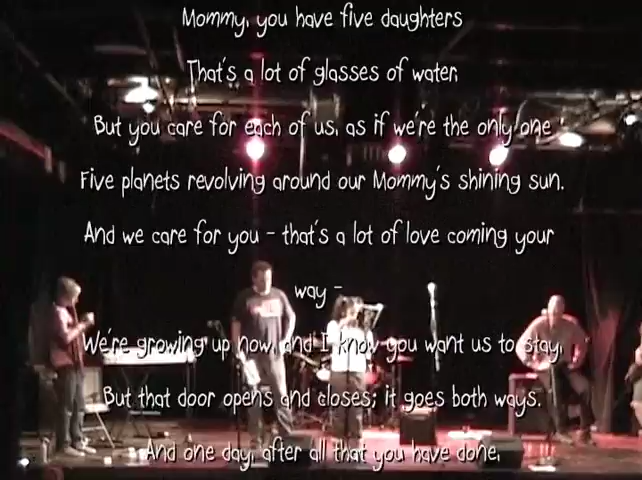 Mommy, you have five daughters
That's a lot of glasses of water,
But you care for each of us, as if we're the only one
Five planets revolving around our Mommy's shining sun.
And we care for you - that's a lot of love coming your
way -
We're growing up now, and I know you want us to stay,
But that door opens and closes; it goes both ways.
And one day, after all that you have done,